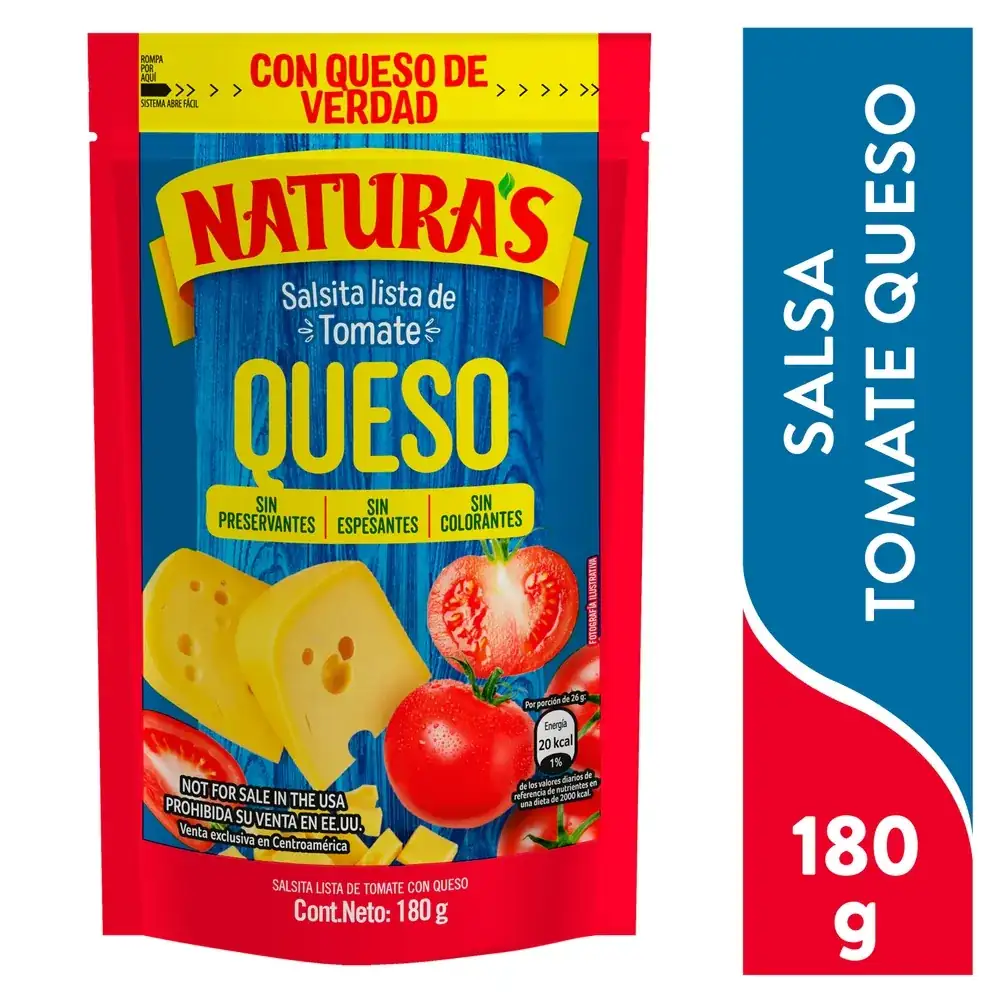 ROMPA
POR
AQUÍ
SISTEMA ABRE FÁCIL
CON QUESO DE
VERDAD
NATURA'S
Salsita lista de
Tomate
QUESO
SIN
PRESERVANTES
SIN
ESPESANTES
SIN
COLORANTES
FOTOGRAFÍA ILUSTRATIVA
Por porción de 26 g:
Energía
20 kcal
1%
de los valores diarios de
referencia de nutrientes en
una dieta de 2000 kcal.
NOT FOR SALE IN THE USA
PROHIBIDA SU VENTA EN EE.UU.
Venta exclusiva en Centroamérica
SALSITA LISTA DE TOMATE CON QUESO
Cont.Neto: 180 g
SALSA
TOMATE QUESO
180
g